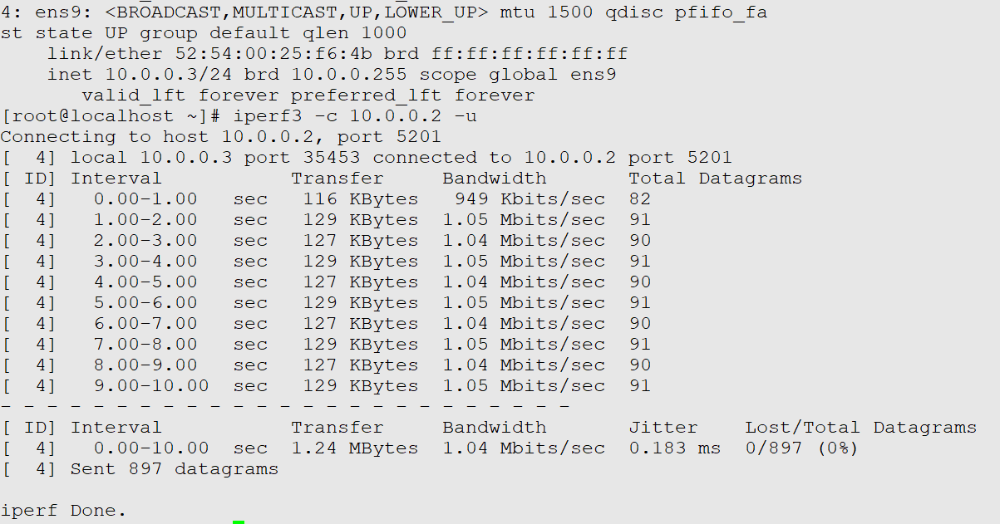 4: ens9: <BROADCAST,MULTICAST,UP,LOWER_UP> mtu 1500 qdisc pfifo_fa
st state UP group default qlen 1000
    link/ether 52:54:00:25:f6:4b brd ff:ff:ff:ff:ff:ff
    inet 10.0.0.3/24 brd 10.0.0.255 scope global ens9
       valid_lft forever preferred_lft forever
[root@localhost ~]# iperf3 -c 10.0.0.2 -u
Connecting to host 10.0.0.2, port 5201
[  4] local 10.0.0.3 port 35453 connected to 10.0.0.2 port 5201
[ ID] Interval           Transfer     Bandwidth       Total Datagrams
[  4]   0.00-1.00   sec   116 KBytes   949 Kbits/sec  82
[  4]   1.00-2.00   sec   129 KBytes  1.05 Mbits/sec  91
[  4]   2.00-3.00   sec   127 KBytes  1.04 Mbits/sec  90
[  4]   3.00-4.00   sec   129 KBytes  1.05 Mbits/sec  91
[  4]   4.00-5.00   sec   127 KBytes  1.04 Mbits/sec  90
[  4]   5.00-6.00   sec   129 KBytes  1.05 Mbits/sec  91
[  4]   6.00-7.00   sec   127 KBytes  1.04 Mbits/sec  90
[  4]   7.00-8.00   sec   129 KBytes  1.05 Mbits/sec  91
[  4]   8.00-9.00   sec   127 KBytes  1.04 Mbits/sec  90
[  4]   9.00-10.00  sec   129 KBytes  1.05 Mbits/sec  91
- - - - - - - - - - - - - - - - - - - - - - - - -
[ ID] Interval           Transfer     Bandwidth       Jitter    Lost/Total Datagrams
[  4]   0.00-10.00  sec  1.24 MBytes  1.04 Mbits/sec  0.183 ms  0/897 (0%)
[  4] Sent 897 datagrams

iperf Done.